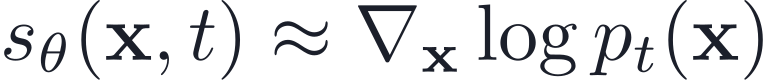 s_θ(𝐱, t) ≈ ∇_𝐱 log p_t(𝐱)